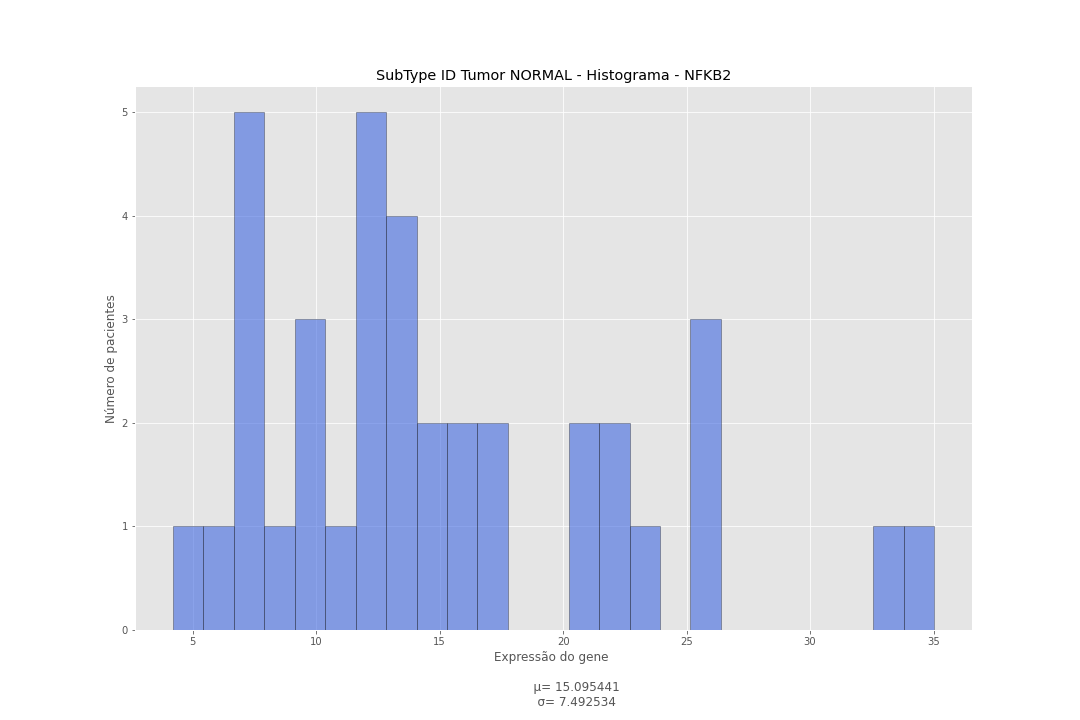 SubType ID Tumor NORMAL - Histograma - NFKB2
Número de pacientes
5
4
3
2
1
0
5 10 15 20 25 30 35
Expressão do gene
μ= 15.095441
σ= 7.492534